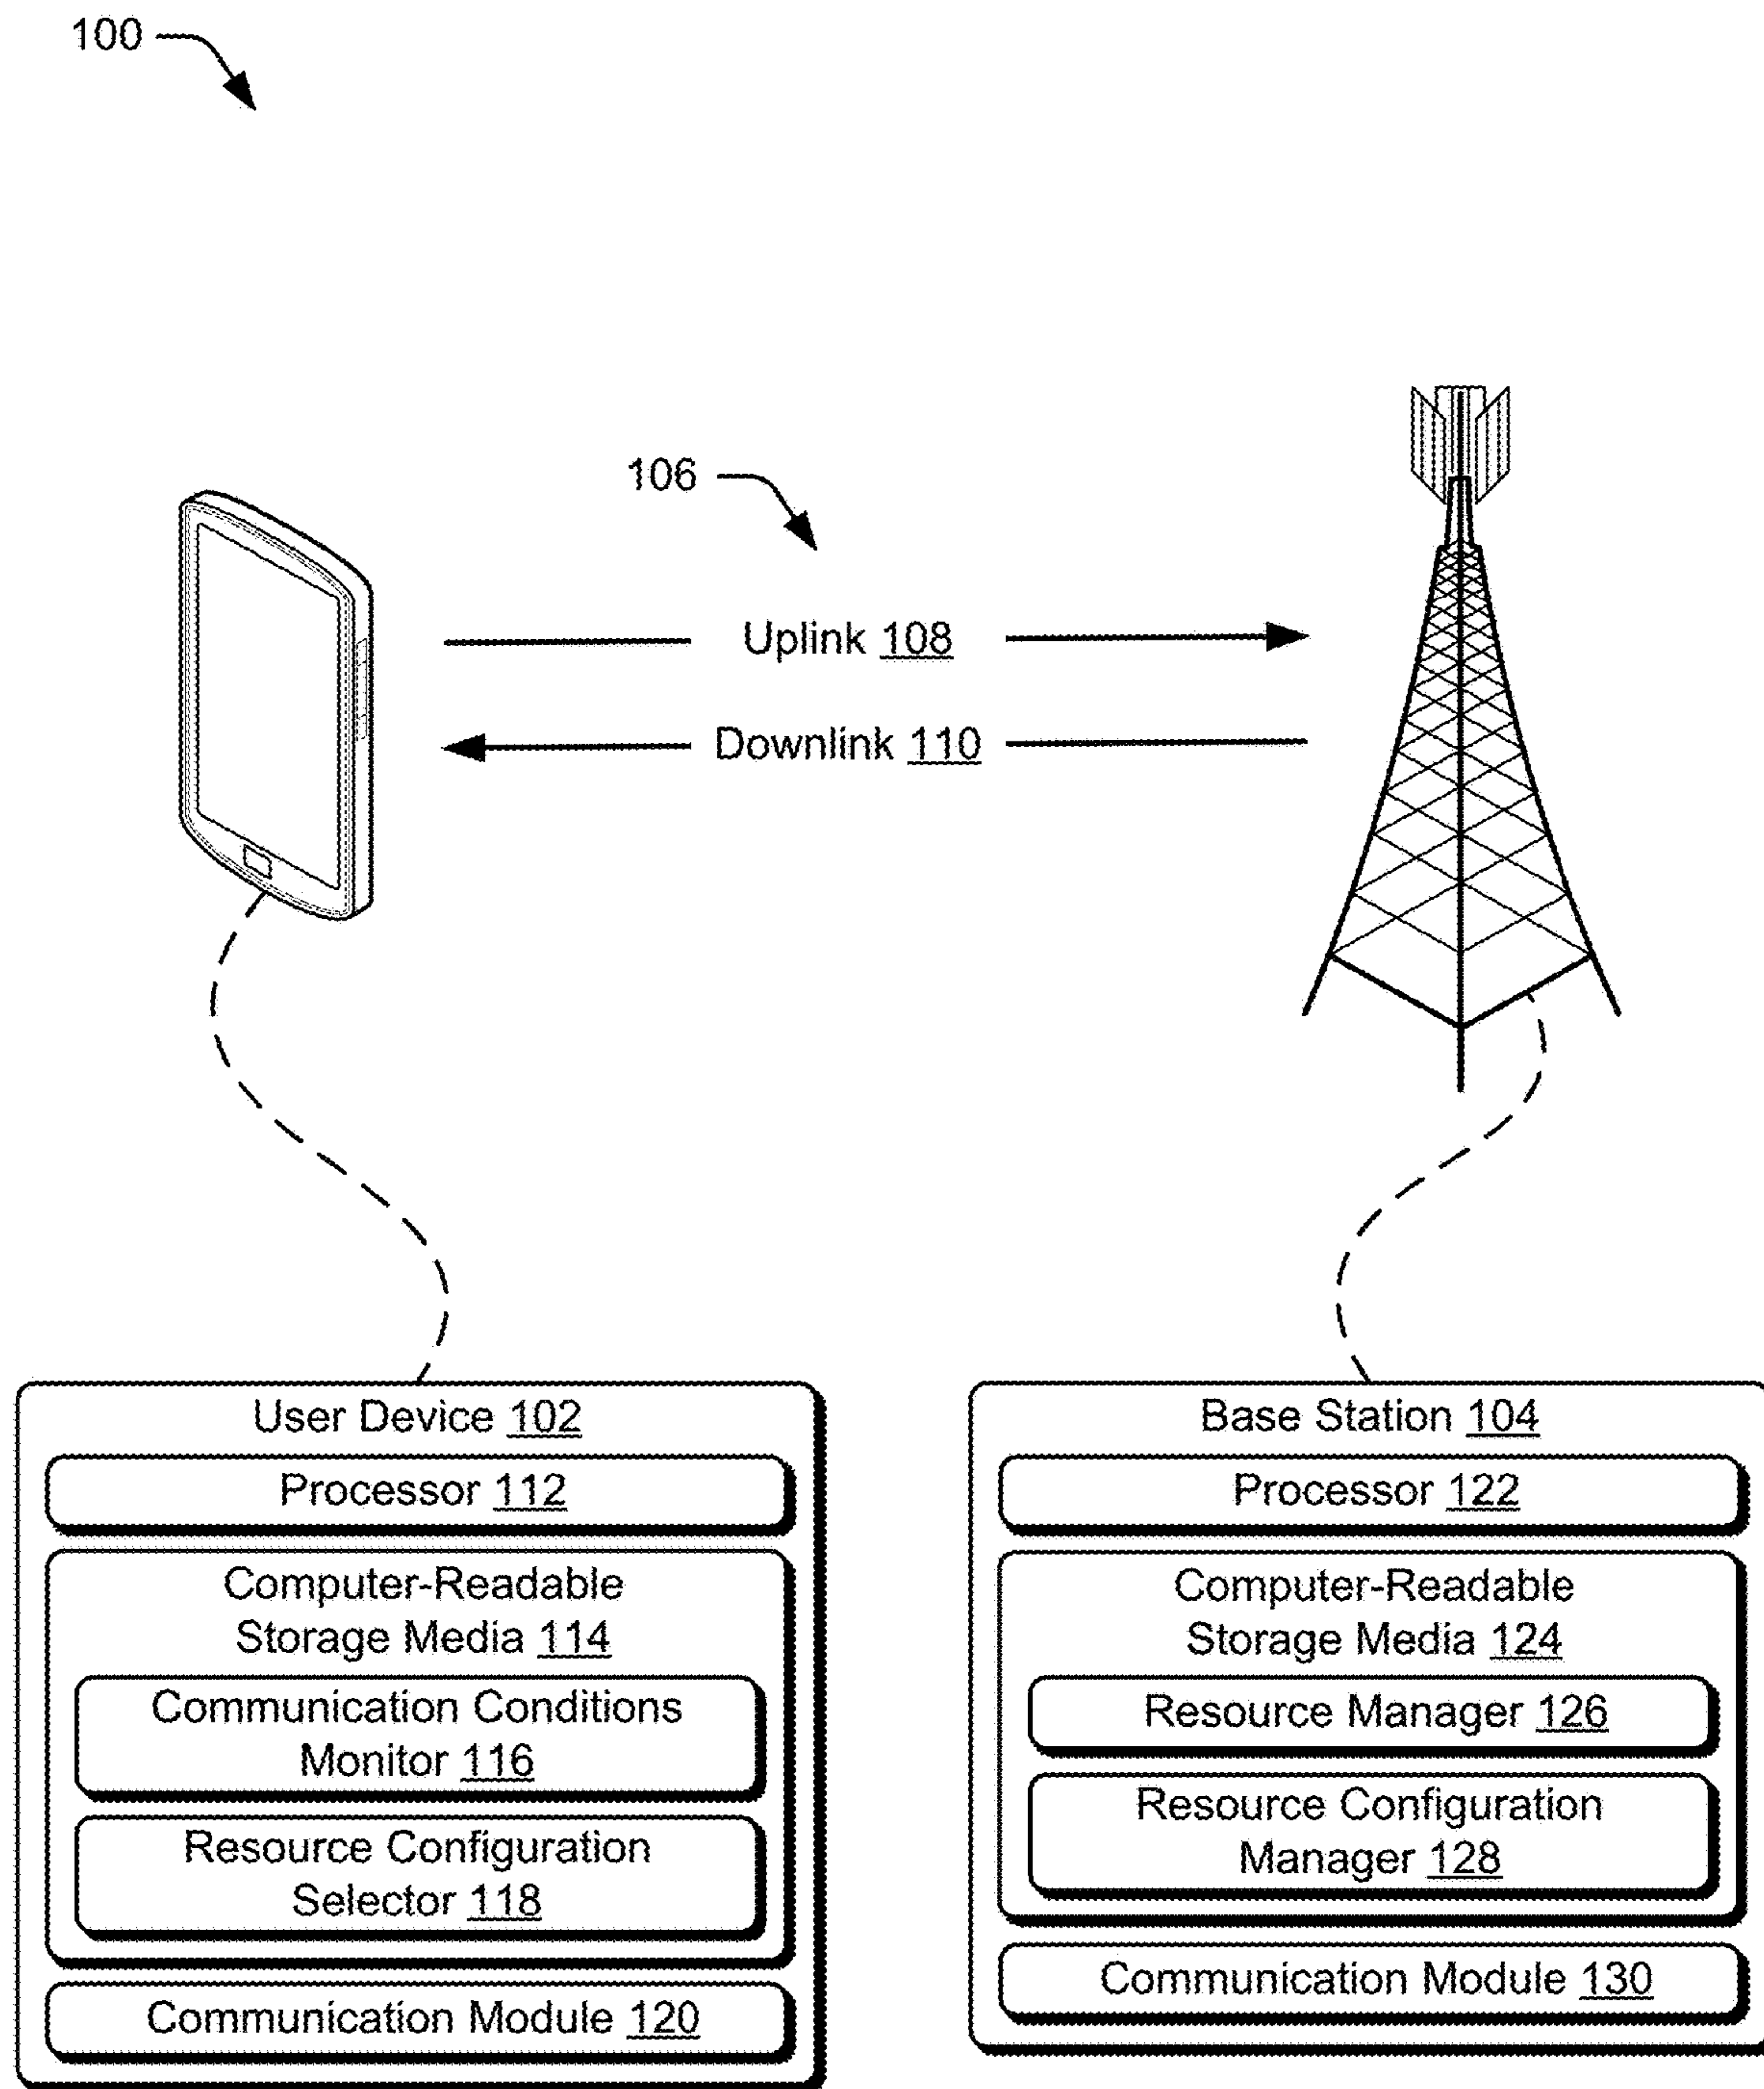 100
106
Uplink 108
Downlink 110
User Device 102
Processor 112
Computer-Readable
Storage Media 114
Communication Conditions
Monitor 116
Resource Configuration
Selector 118
Communication Module 120
Base Station 104
Processor 122
Computer-Readable
Storage Media 124
Resource Manager 126
Resource Configuration
Manager 128
Communication Module 130